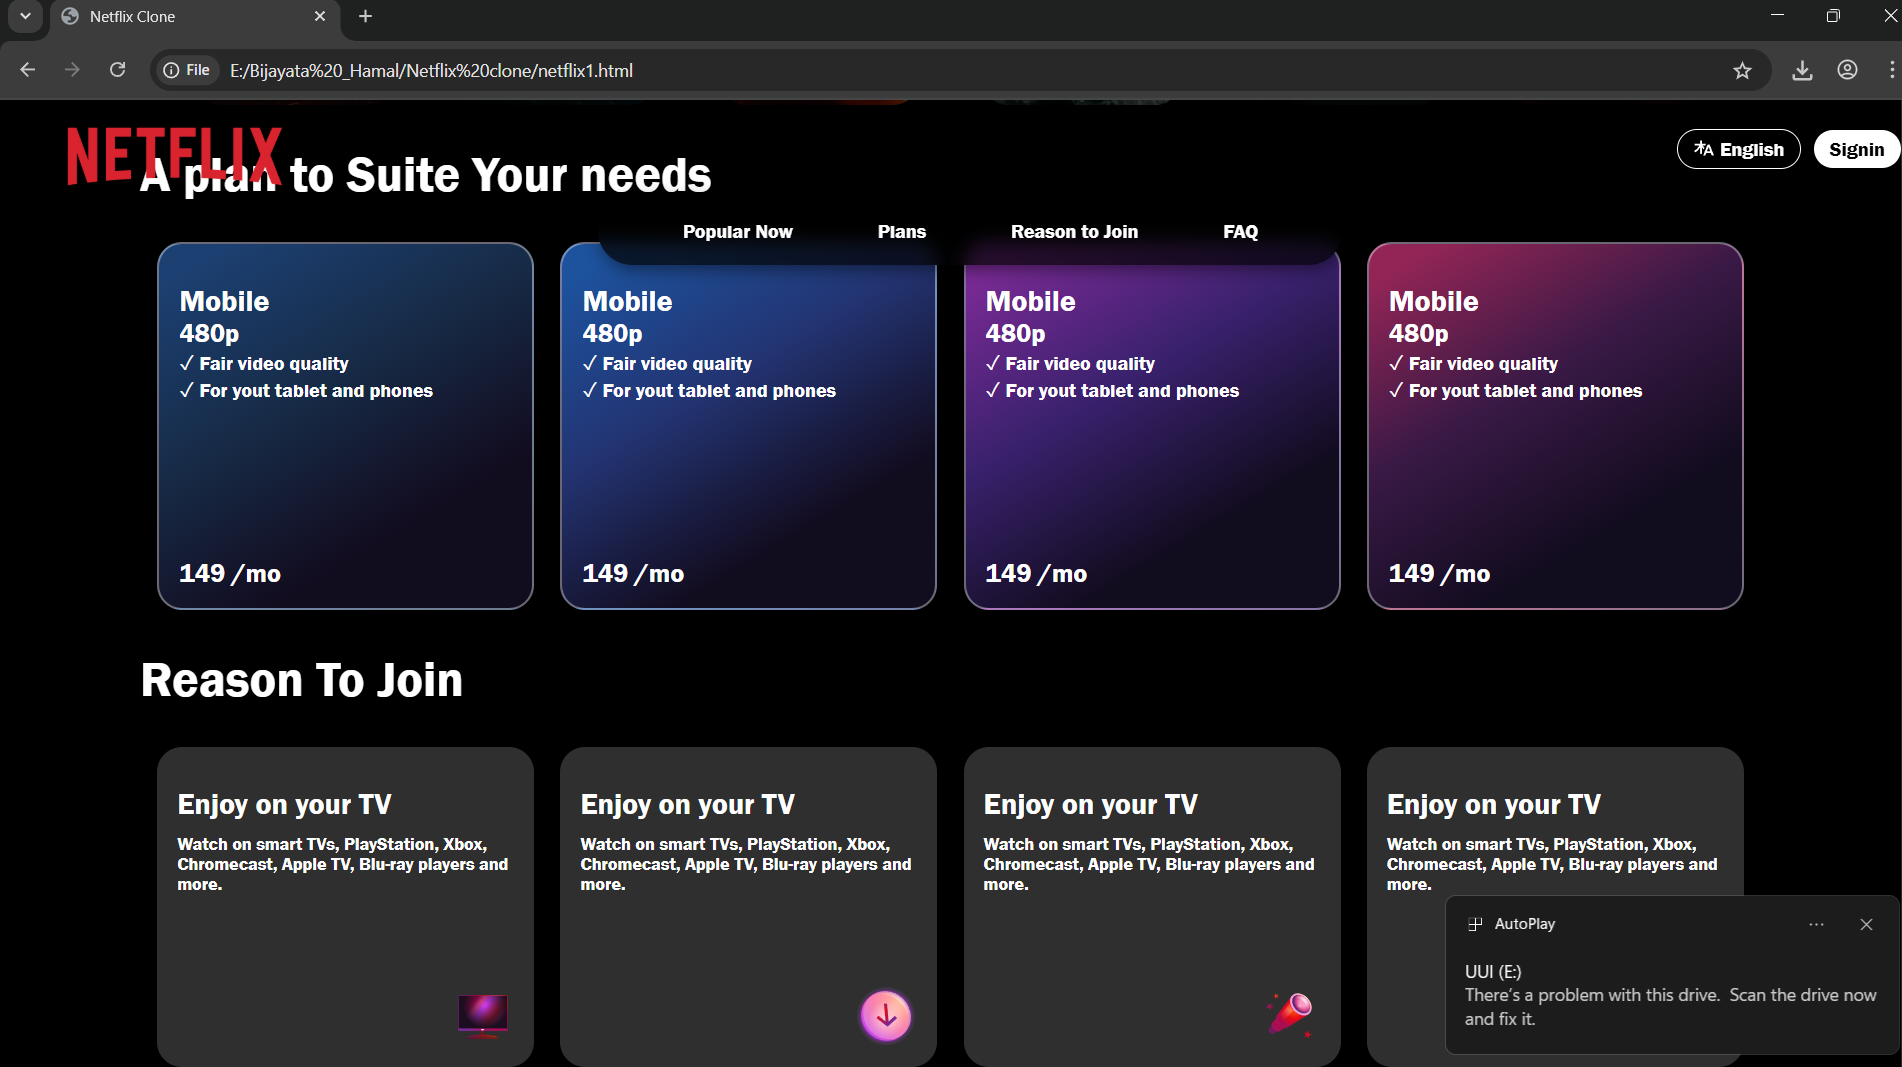 Netflix Clone
File
E:/Bijayata%20_Hamal/Netflix%20clone/netflix1.html
NETFLIX
English
Signin
A plan to Suite Your needs
Popular Now
Plans
Reason to Join
FAQ
Mobile
480p
✓ Fair video quality
✓ For yout tablet and phones
149 /mo
Mobile
480p
✓ Fair video quality
✓ For yout tablet and phones
149 /mo
Mobile
480p
✓ Fair video quality
✓ For yout tablet and phones
149 /mo
Mobile
480p
✓ Fair video quality
✓ For yout tablet and phones
149 /mo
Reason To Join
Enjoy on your TV
Watch on smart TVs, PlayStation, Xbox,
Chromecast, Apple TV, Blu-ray players and
more.
Enjoy on your TV
Watch on smart TVs, PlayStation, Xbox,
Chromecast, Apple TV, Blu-ray players and
more.
Enjoy on your TV
Watch on smart TVs, PlayStation, Xbox,
Chromecast, Apple TV, Blu-ray players and
more.
Enjoy on your TV
Watch on smart TVs, PlayStation, Xbox,
Chromecast, Apple TV, Blu-ray players and
more.
AutoPlay
UUI (E:)
There's a problem with this drive. Scan the drive now
and fix it.